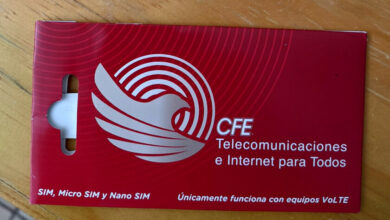 CFE
Telecomunicaciones
e Internet para Todos
SIM, Micro SIM y Nano SIM
Únicamente funciona con equipos VoLTE